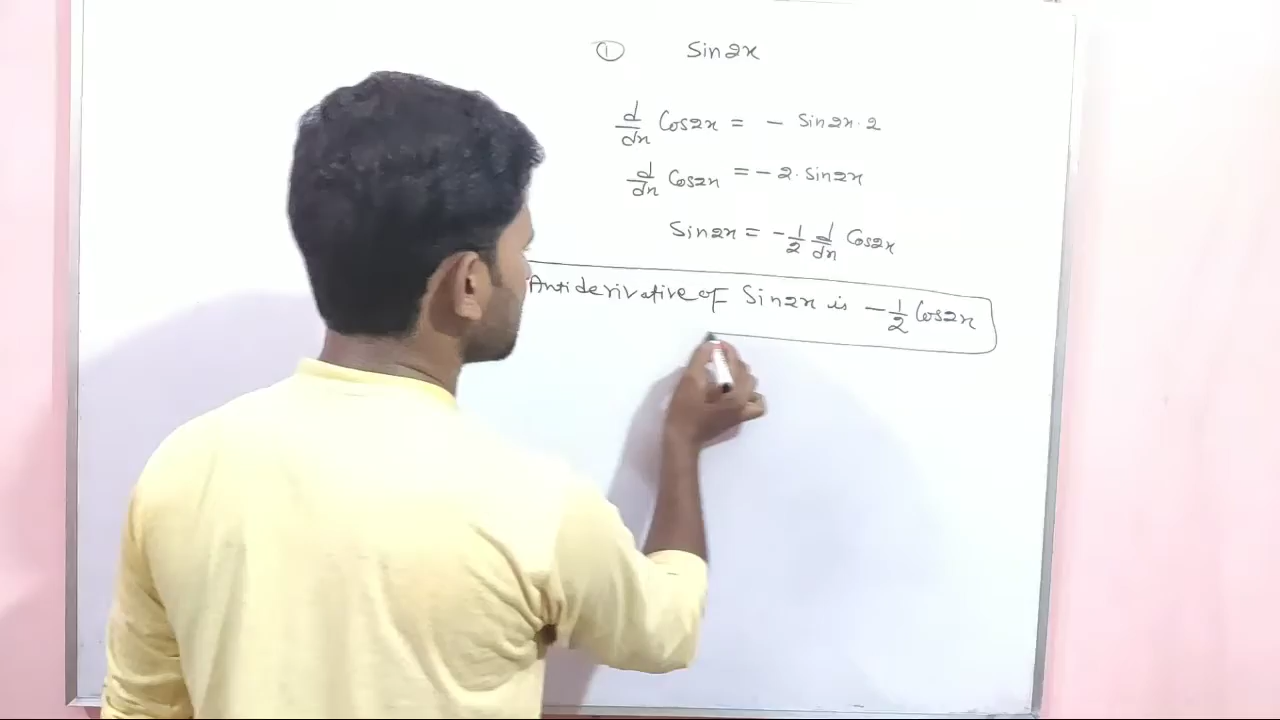 ① Sin2x
d/dx Cos2x = - Sin2x.2
d/dx Cos2x = -2.Sin2x
Sin2x = -1/2 d/dx Cos2x
Antiderivative of Sin2x is -1/2 Cos2x